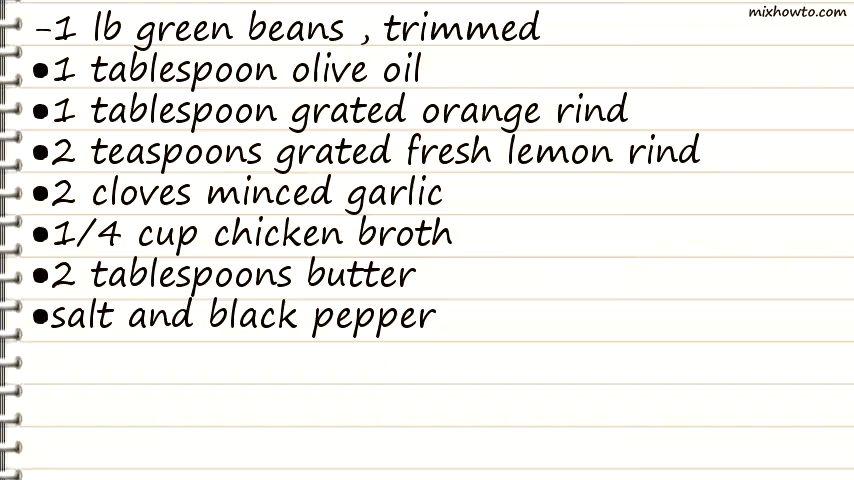 mixhowto.com
-1 lb green beans , trimmed
•1 tablespoon olive oil
•1 tablespoon grated orange rind
•2 teaspoons grated fresh lemon rind
•2 cloves minced garlic
•1/4 cup chicken broth
•2 tablespoons butter
•salt and black pepper